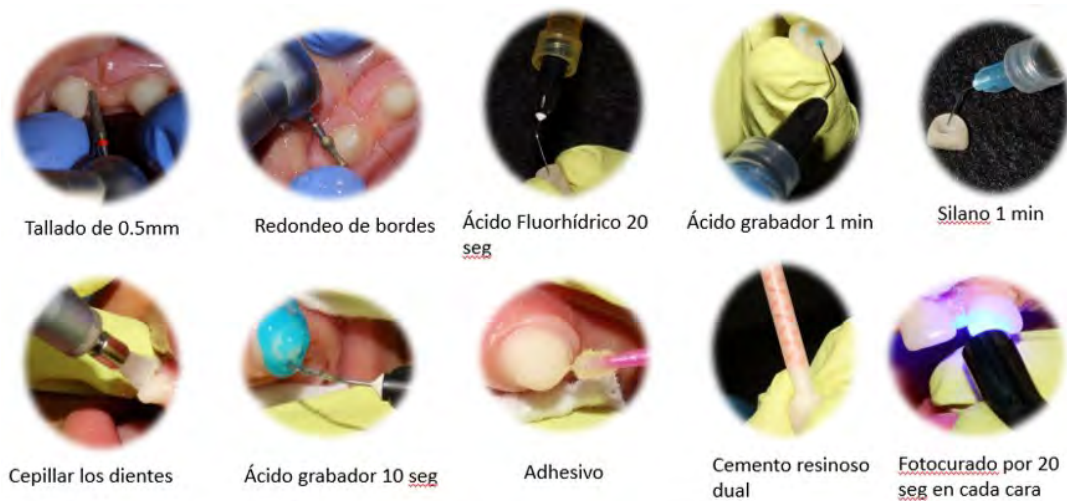 Tallado de 0.5mm
Redondeo de bordes
Ácido Fluorhídrico 20
seg
Ácido grabador 1 min
Silano 1 min
Cepillar los dientes
Ácido grabador 10 seg
Adhesivo
Cemento resinoso
dual
Fotocurado por 20
seg en cada cara